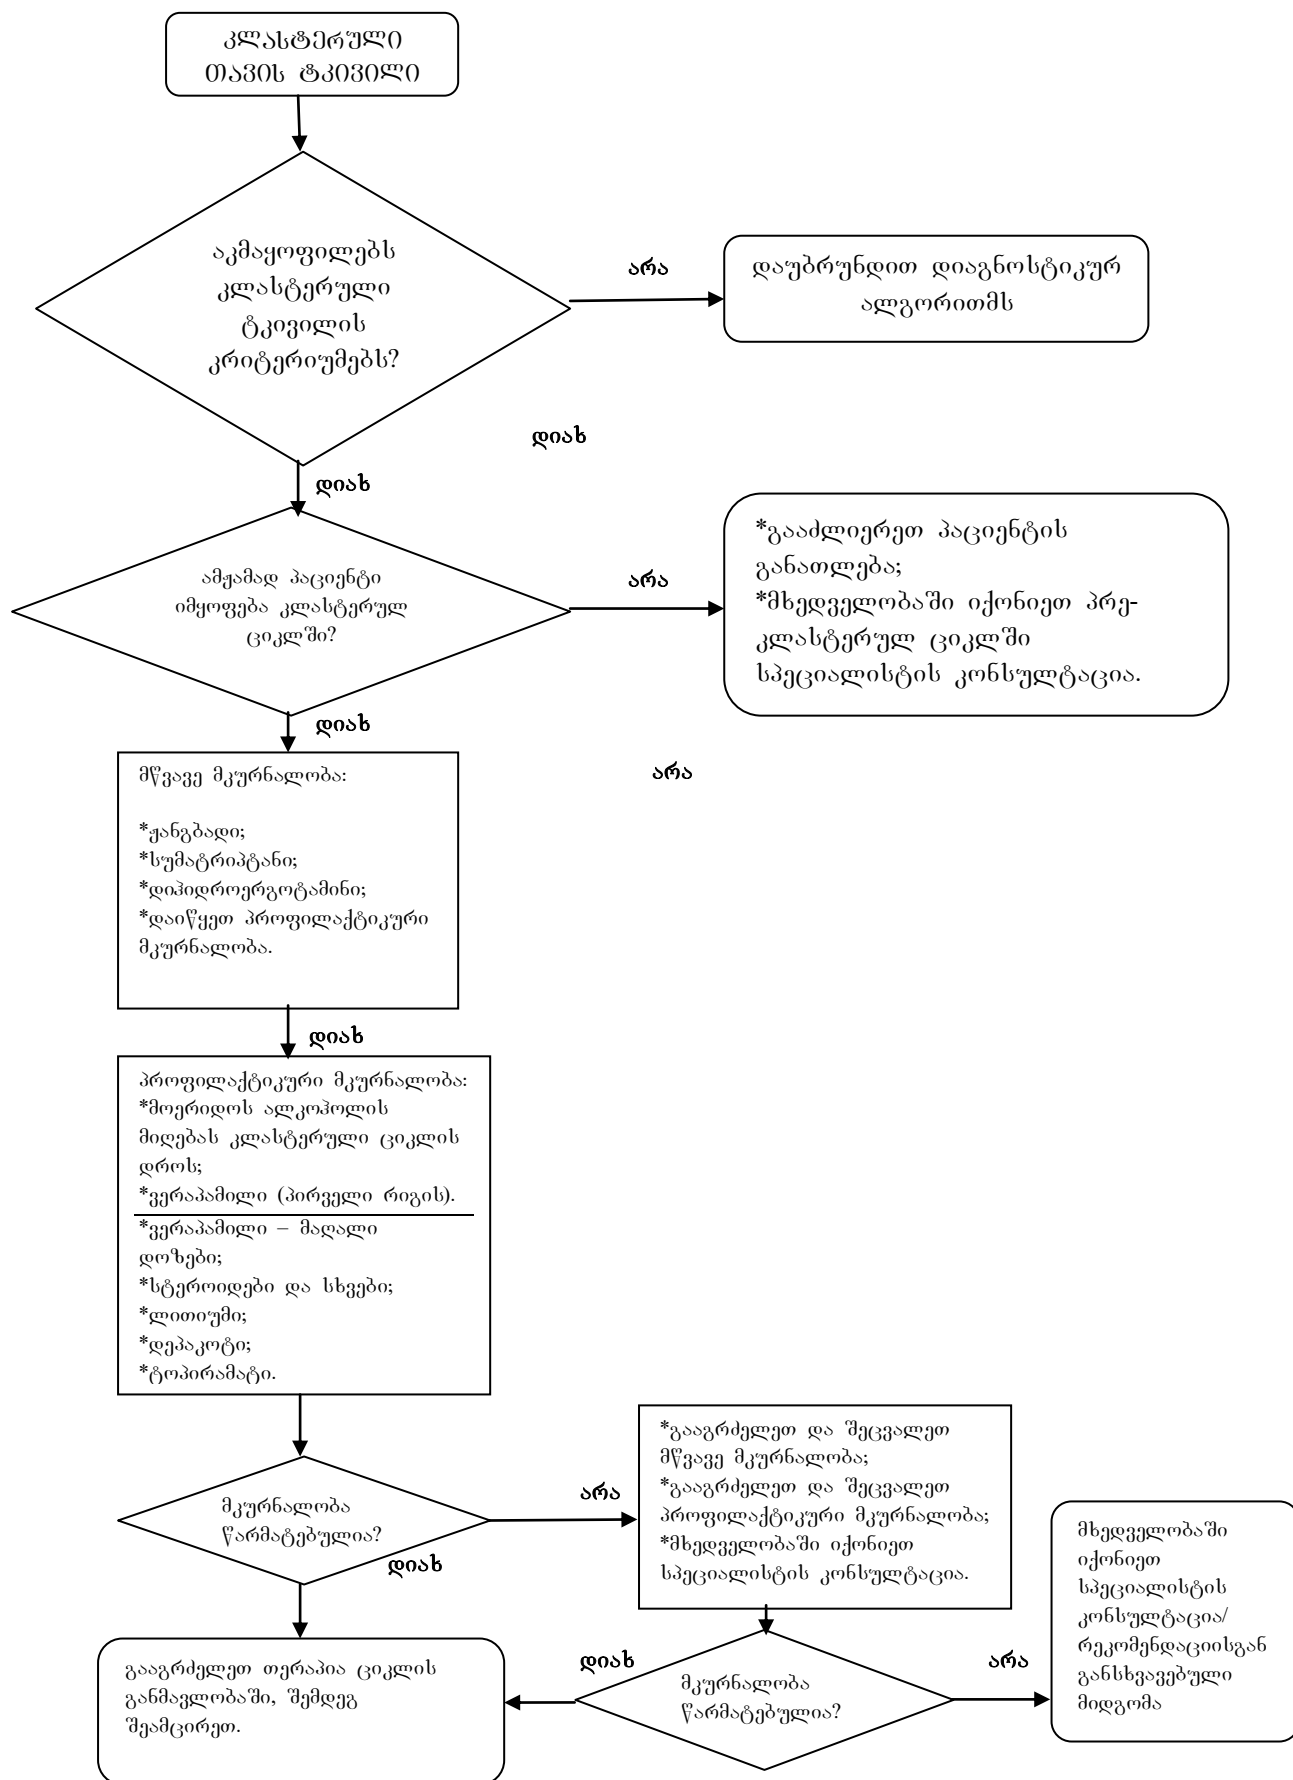 კლასტერული
თავის ტკივილი
აკმაყოფილებს
კლასტერული
ტკივილის
კრიტერიუმებს?
არა
დაუბრუნდით დიაგნოსტიკურ
ალგორითმს
დიახ
დიახ
ამჟამად პაციენტი
იმყოფება კლასტერულ
ციკლში?
არა
*გააძლიერეთ პაციენტის
განათლება;
*მხედველობაში იქონიეთ პრე-
კლასტერულ ციკლში
სპეციალისტის კონსულტაცია.
დიახ
არა
მწვავე მკურნალობა:
*ჟანგბადი;
*სუმატრიპტანი;
*დიჰიდროერგოტამინი;
*დაიწყეთ პროფილაქტიკური
მკურნალობა.
დიახ
პროფილაქტიკური მკურნალობა:
*მოერიდოს ალკოჰოლის
მიღებას კლასტერული ციკლის
დროს;
*ვერაპამილი (პირველი რიგის).
*ვერაპამილი – მაღალი
დოზები;
*სტეროიდები და სხვები;
*ლითიუმი;
*დეპაკოტი;
*ტოპირამატი.
მკურნალობა
წარმატებულია?
არა
დიახ
*გააგრძელეთ და შეცვალეთ
მწვავე მკურნალობა;
*გააგრძელეთ და შეცვალეთ
პროფილაქტიკური მკურნალობა;
*მხედველობაში იქონიეთ
სპეციალისტის კონსულტაცია.
მხედველობაში
იქონიეთ
სპეციალისტის
კონსულტაცია/
რეკომენდაციისგან
განსხვავებული
მიდგომა
გააგრძელეთ თერაპია ციკლის
განმავლობაში, შემდეგ
შეამცირეთ.
დიახ
მკურნალობა
წარმატებულია?
არა